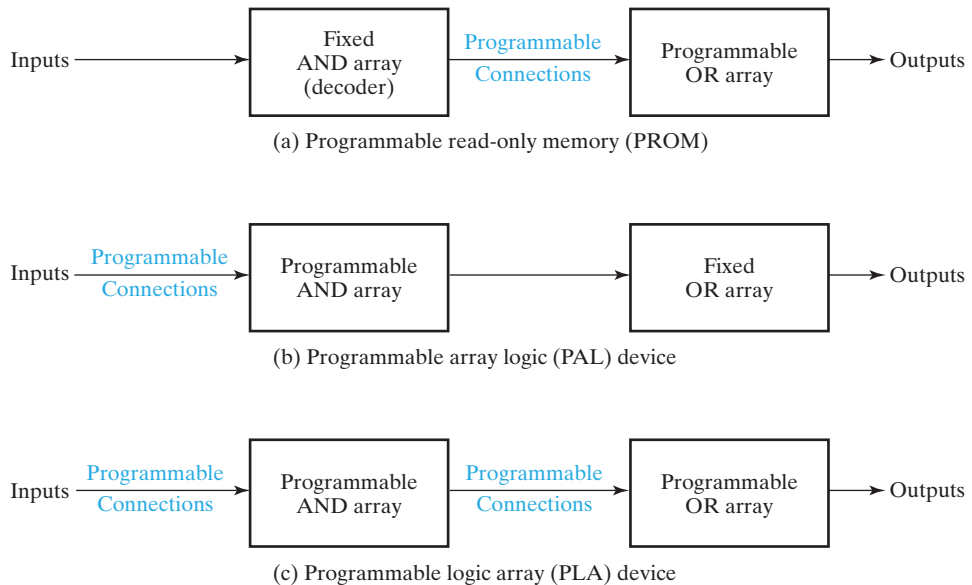 Inputs
Fixed
AND array
(decoder)
Programmable
Connections
Programmable
OR array
Outputs
(a) Programmable read-only memory (PROM)
Inputs
Programmable
Connections
Programmable
AND array
Fixed
OR array
Outputs
(b) Programmable array logic (PAL) device
Inputs
Programmable
Connections
Programmable
AND array
Programmable
Connections
Programmable
OR array
Outputs
(c) Programmable logic array (PLA) device